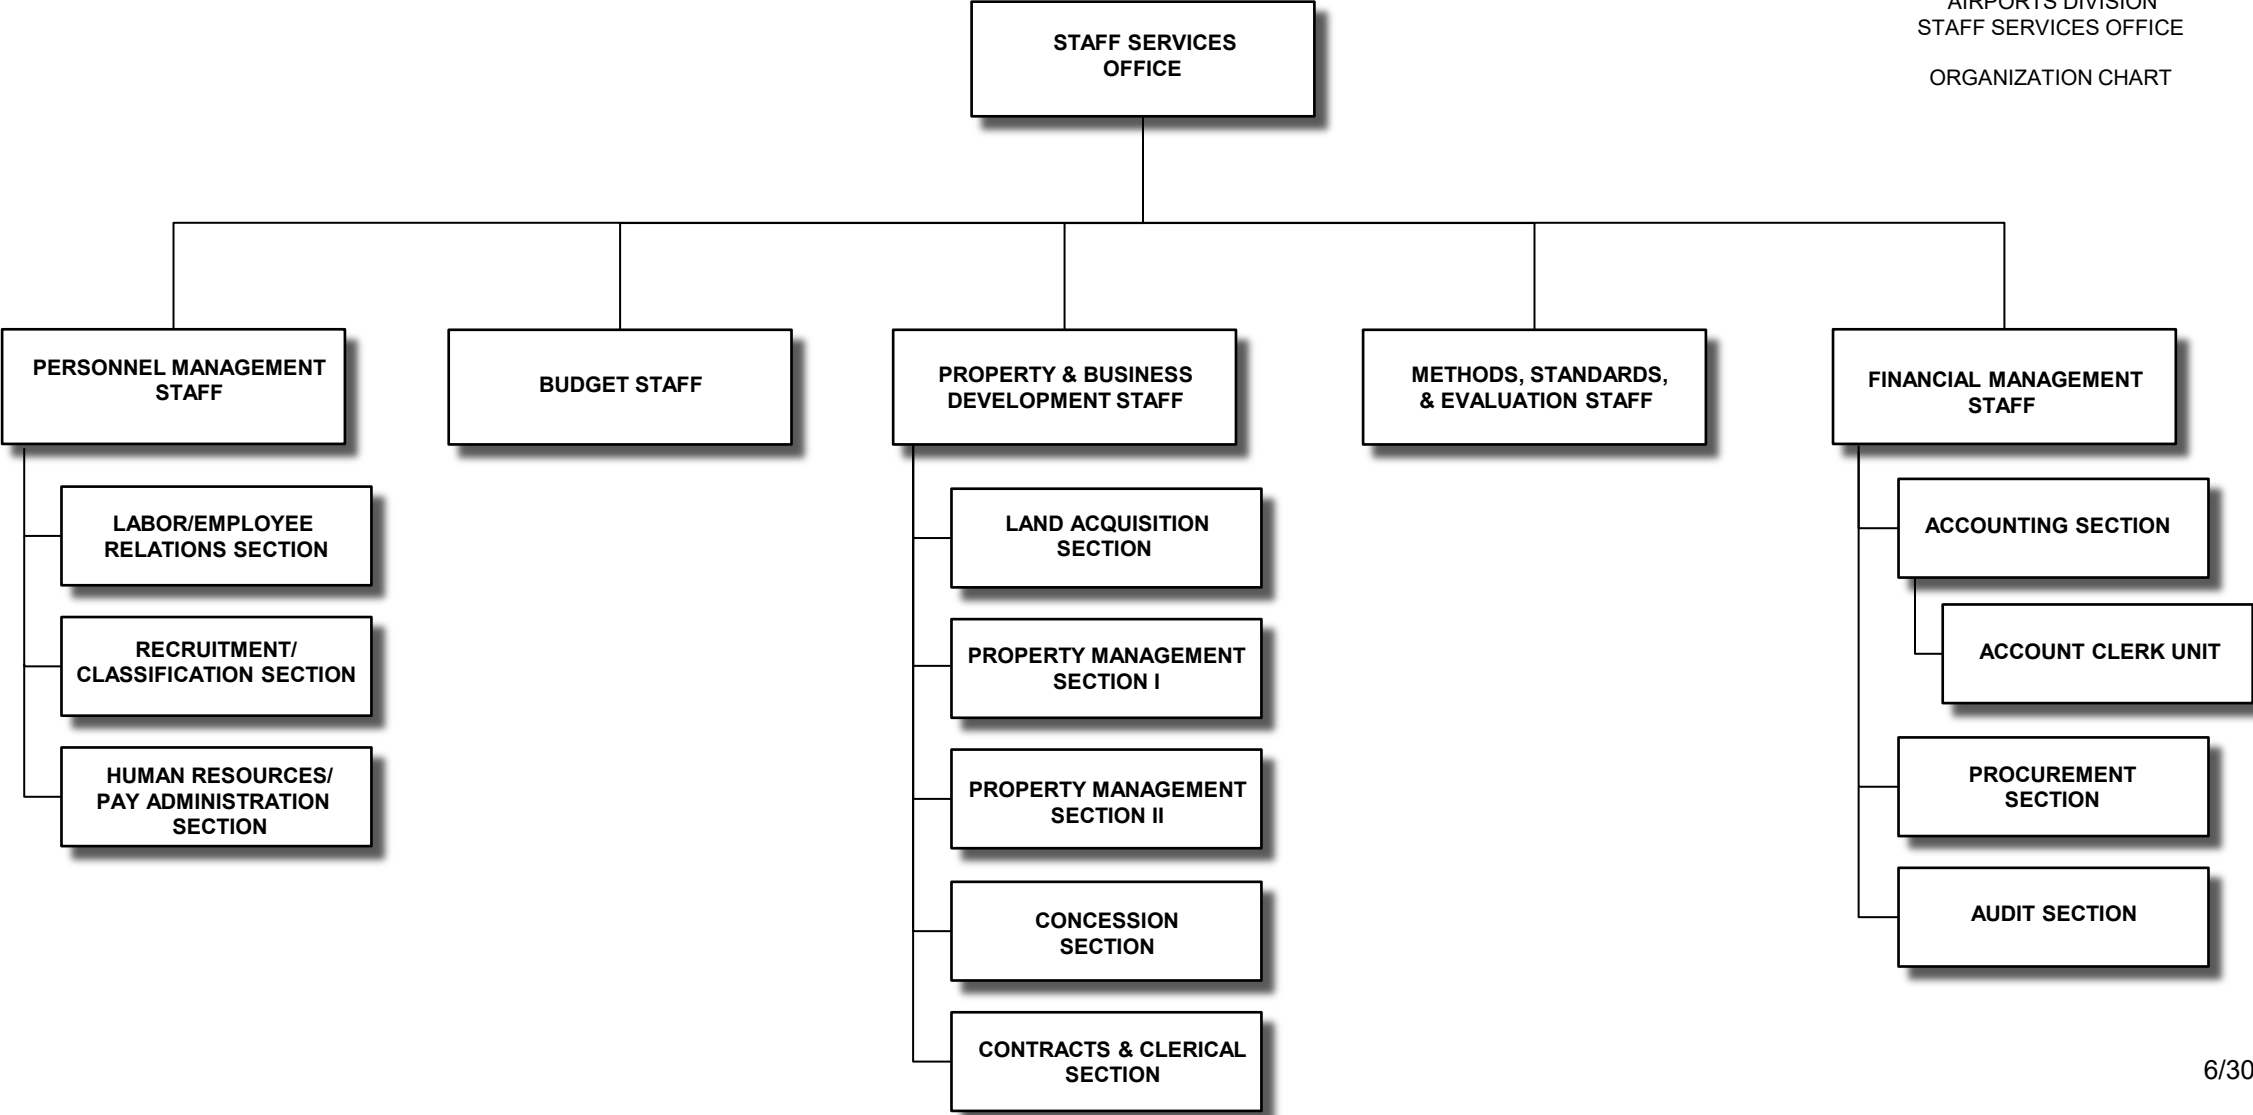 AIRPORTS DIVISION
STAFF SERVICES OFFICE
ORGANIZATION CHART
STAFF SERVICES
OFFICE
PERSONNEL MANAGEMENT
STAFF
LABOR/EMPLOYEE
RELATIONS SECTION
RECRUITMENT/
CLASSIFICATION SECTION
HUMAN RESOURCES/
PAY ADMINISTRATION
SECTION
BUDGET STAFF
PROPERTY & BUSINESS
DEVELOPMENT STAFF
LAND ACQUISITION
SECTION
PROPERTY MANAGEMENT
SECTION I
PROPERTY MANAGEMENT
SECTION II
CONCESSION
SECTION
CONTRACTS & CLERICAL
SECTION
METHODS, STANDARDS,
& EVALUATION STAFF
FINANCIAL MANAGEMENT
STAFF
ACCOUNTING SECTION
ACCOUNT CLERK UNIT
PROCUREMENT
SECTION
AUDIT SECTION
6/30